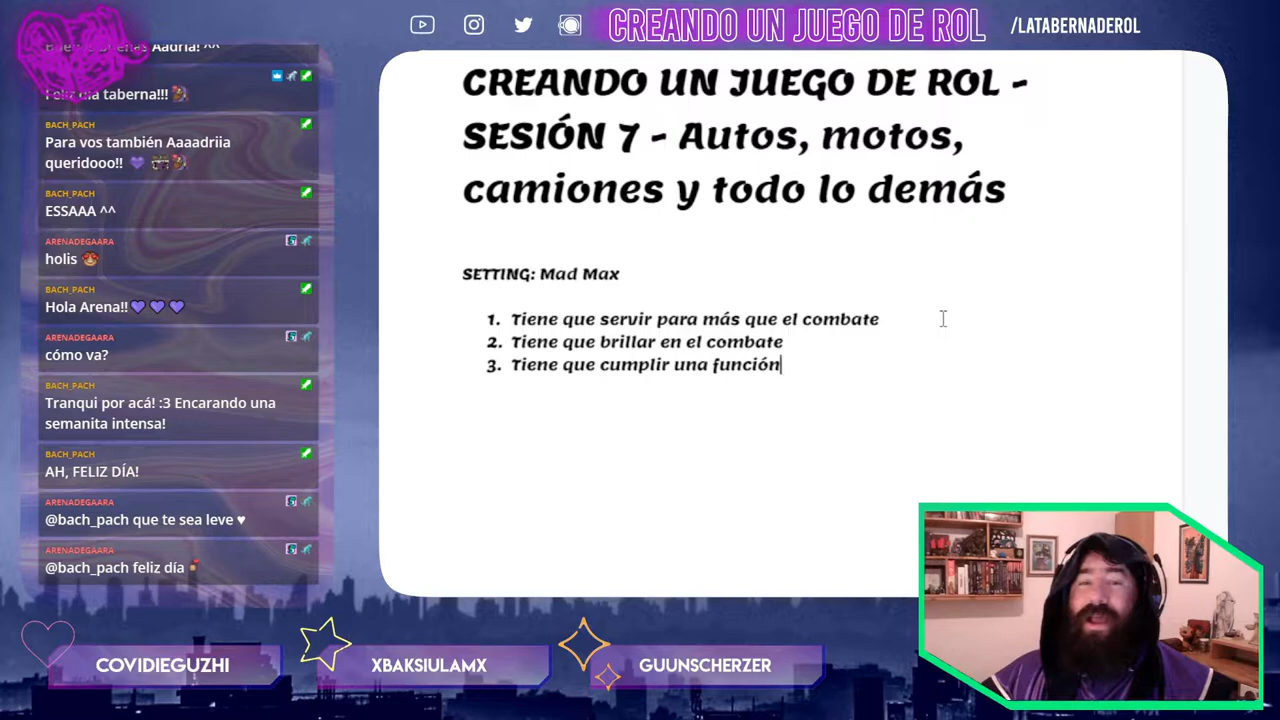 CREANDO UN JUEGO DE ROL
/LATABERNADEROL
Feliz día taberna!!!
BACH_PACH
Para vos también Aaaadriia
queridooo!!
BACH_PACH
ESSAAA ^^
ARENADEGAARA
holis
BACH_PACH
Hola Arena!!
ARENADEGAARA
cómo va?
BACH_PACH
Tranqui por acá! :3 Encarando una
semanita intensa!
BACH_PACH
AH, FELIZ DÍA!
ARENADEGAARA
@bach_pach que te sea leve ♥
ARENADEGAARA
@bach_pach feliz día
CREANDO UN JUEGO DE ROL -
SESIÓN 7 - Autos, motos,
camiones y todo lo demás
SETTING: Mad Max
1. Tiene que servir para más que el combate
2. Tiene que brillar en el combate
3. Tiene que cumplir una función
COVIDIEGUZHI
XBAKSIULAMX
GUUNSCHERZER